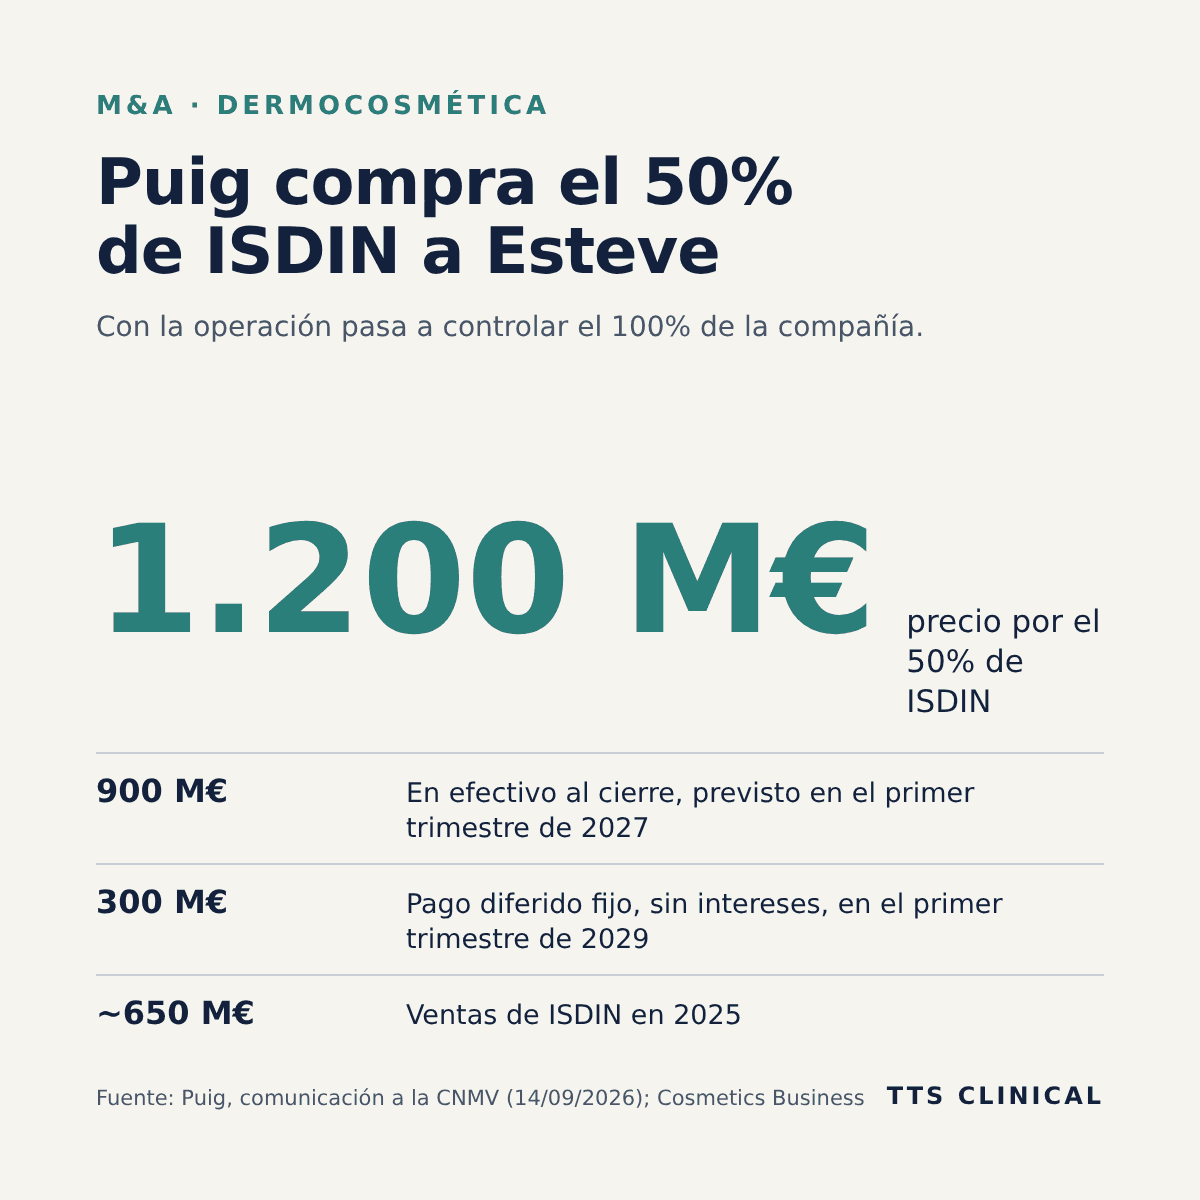 M&A · DERMOCOSMÉTICA
Puig compra el 50%
de ISDIN a Esteve
Con la operación pasa a controlar el 100% de la compañía.
1.200 M€
precio por el
50% de
ISDIN
900 M€
En efectivo al cierre, previsto en el primer
trimestre de 2027
300 M€
Pago diferido fijo, sin intereses, en el primer
trimestre de 2029
~650 M€
Ventas de ISDIN en 2025
Fuente: Puig, comunicación a la CNMV (14/09/2026); Cosmetics Business
TTS CLINICAL